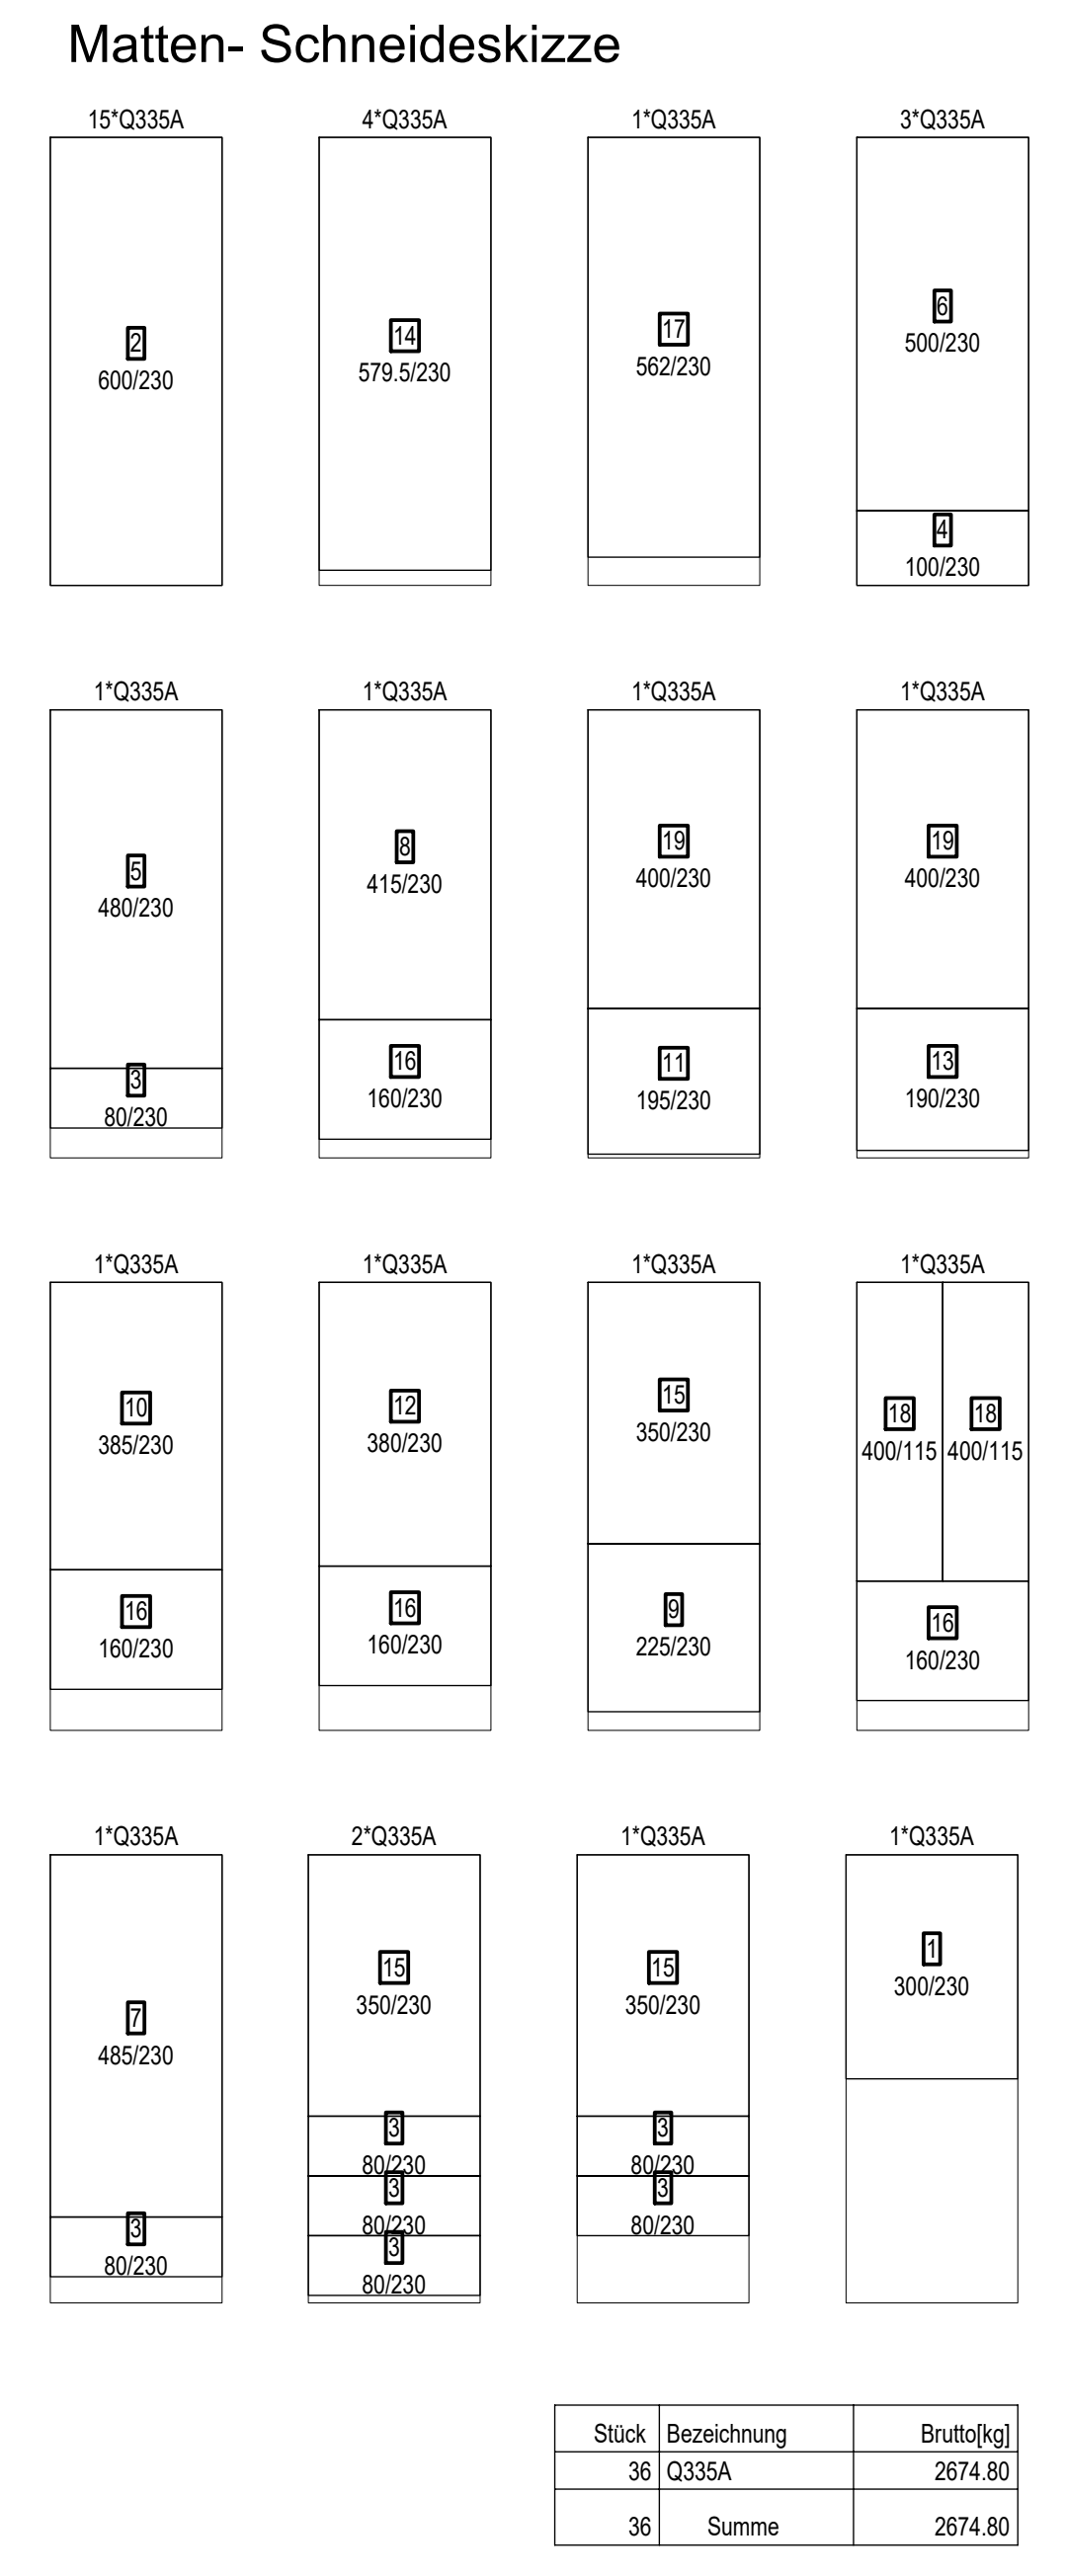 Matten- Schneideskizze
15*Q335A 4*Q335A 1*Q335A 3*Q335A
2 14 17 6
600/230 579.5/230 562/230 500/230
4
100/230
1*Q335A 1*Q335A 1*Q335A 1*Q335A
5 8 19 19
480/230 415/230 400/230 400/230
3 16 11 13
80/230 160/230 195/230 190/230
1*Q335A 1*Q335A 1*Q335A 1*Q335A
10 12 15 18 18
385/230 380/230 350/230 400/115 400/115
16 16 9 16
160/230 160/230 225/230 160/230
1*Q335A 2*Q335A 1*Q335A 1*Q335A
7 15 15 1
485/230 350/230 350/230 300/230
3 3 3
80/230 80/230 80/230
3 3
80/230 80/230
3
80/230
Stück Bezeichnung Brutto[kg]
36 Q335A 2674.80
36 Summe 2674.80